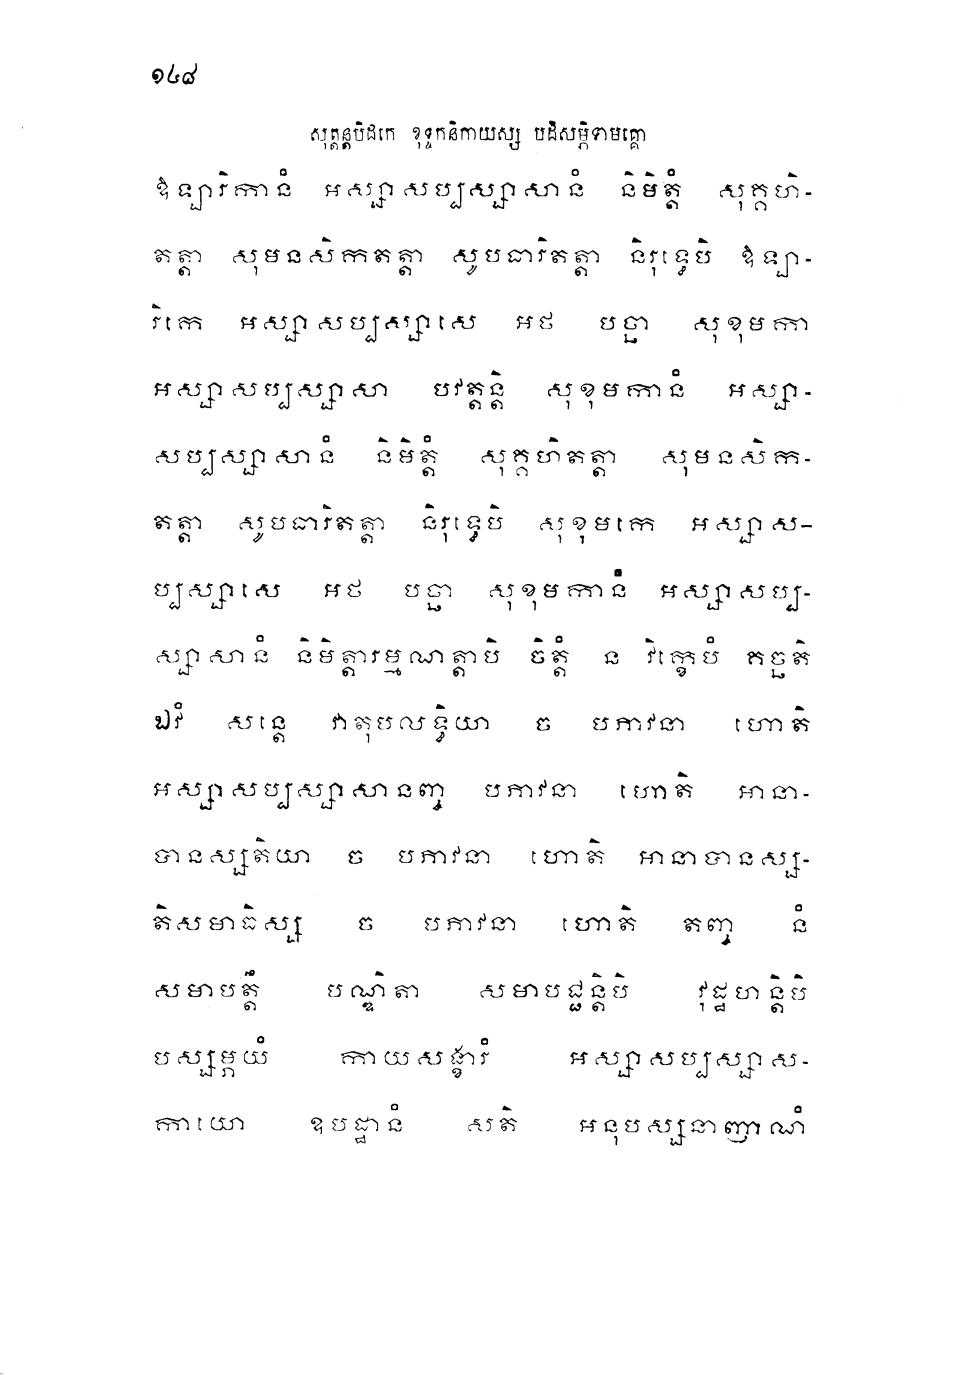 ១៤៨
សុត្តន្តបិដកេ ខុទ្ទកនិកាយស្ស បដិសម្ភិទាមគ្គោ
ឱឡារិកានំ អស្សាសប្បស្សាសានំ និមិត្តំ សុគ្គហិ-
តត្តា សុមនសិកតត្តា សូបធារិតត្តា និរុទ្ធេបិ ឱឡា-
រិកេ អស្សាសប្បស្សាសេ អថ បច្ឆា សុខុមកា
អស្សាសប្បស្សាសា បវត្តន្តិ សុខុមកានំ អស្សា-
សប្បស្សាសានំ និមិត្តំ សុគ្គហិតត្តា សុមនសិក-
តត្តា សូបធារិតត្តា និរុទ្ធេបិ សុខុមកេ អស្សាស-
ប្បស្សាសេ អថ បច្ឆា សុខុមកានំ អស្សាសប្ប-
ស្សាសានំ និមិត្តារម្មណត្តាបិ ចិត្តំ ន វិក្ខេបំ គច្ឆតិ
ឯវំ សន្តេ វាតុបលទ្ធិយា ច បភាវនា ហោតិ
អស្សាសប្បស្សាសានញ្ច បភាវនា ហោតិ អានា-
បានស្សតិយា ច បភាវនា ហោតិ អានាបានស្ស-
តិសមាធិស្ស ច បភាវនា ហោតិ តញ្ច នំ
សមាបត្តឹ បណ្ឌិតា សមាបជ្ជន្តិបិ វុដ្ឋហន្តិបិ
បស្សម្ភយំ កាយសង្ខារំ អស្សាសប្បស្សាស-
កាយោ ឧបដ្ឋានំ សតិ អនុបស្សនាញាណំ